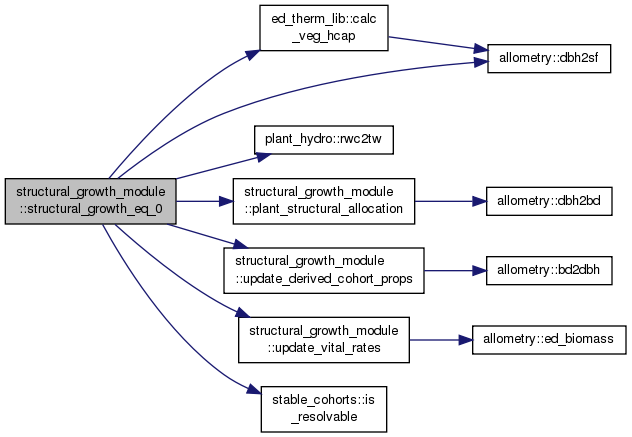 structural_growth_module
::structural_growth_eq_0
ed_therm_lib::calc
_veg_hcap
allometry::dbh2sf
plant_hydro::rwc2tw
structural_growth_module
::plant_structural_allocation
allometry::dbh2bd
structural_growth_module
::update_derived_cohort_props
allometry::bd2dbh
structural_growth_module
::update_vital_rates
allometry::ed_biomass
stable_cohorts::is
_resolvable